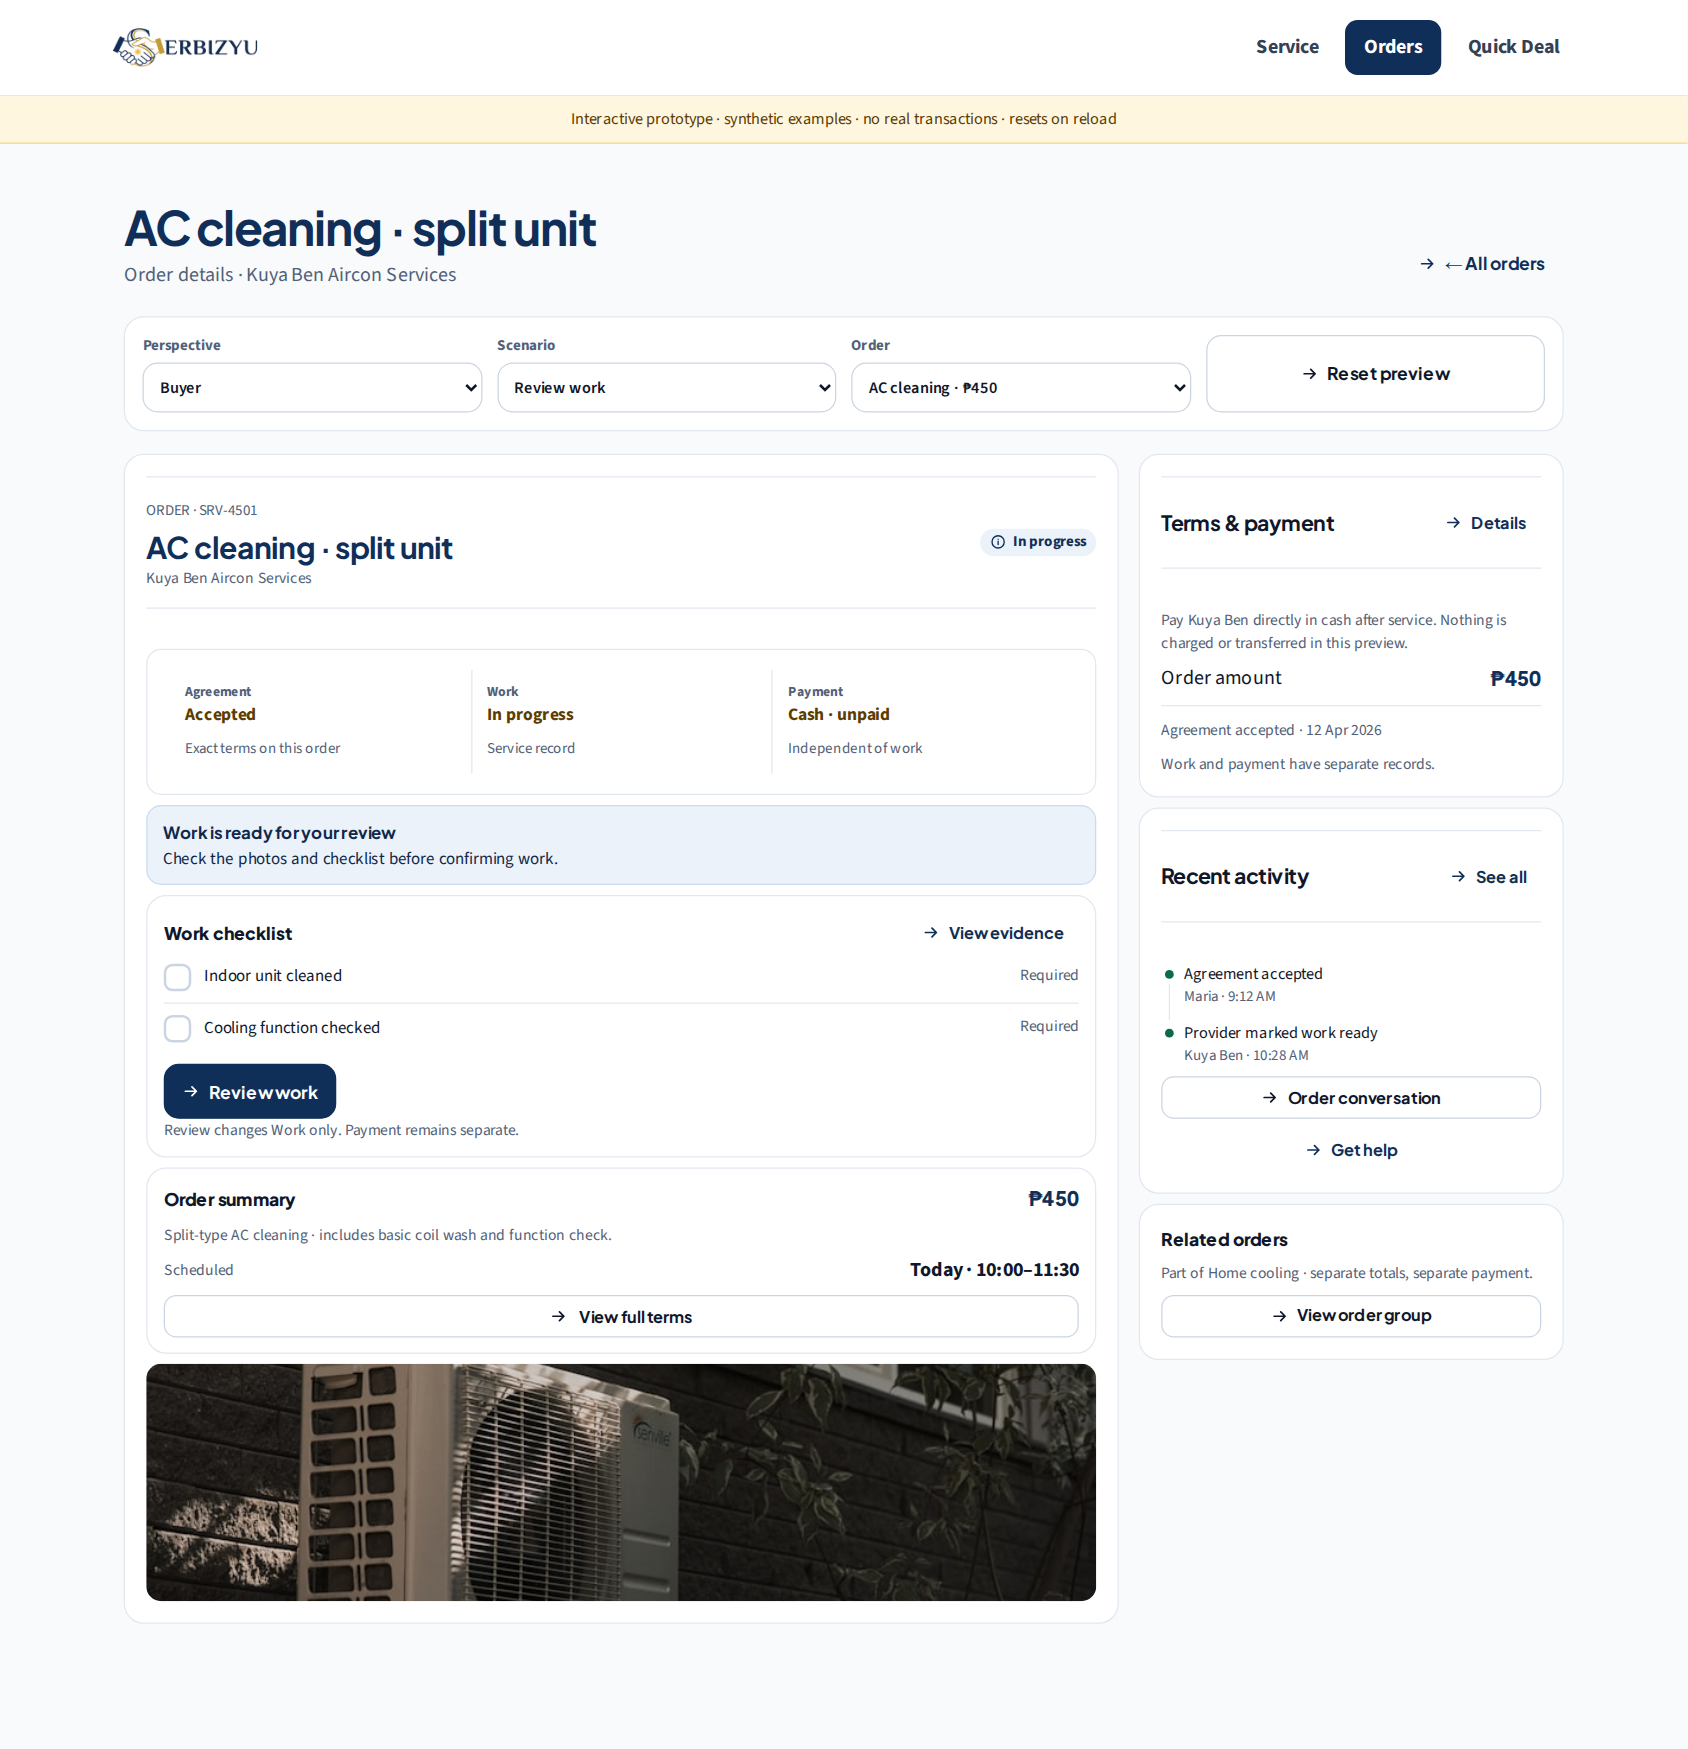 SERBIZYU
Service
Orders
Quick Deal
Interactive prototype · synthetic examples · no real transactions · resets on reload
AC cleaning · split unit
Order details · Kuya Ben Aircon Services
→ ← All orders
Perspective
Scenario
Order
Buyer
Review work
AC cleaning · ₱450
→ Reset preview
ORDER · SRV-4501
AC cleaning · split unit
Kuya Ben Aircon Services
In progress
Agreement
Accepted
Exact terms on this order
Work
In progress
Service record
Payment
Cash · unpaid
Independent of work
Work is ready for your review
Check the photos and checklist before confirming work.
Work checklist
→ View evidence
Indoor unit cleaned
Required
Cooling function checked
Required
→ Review work
Review changes Work only. Payment remains separate.
Order summary
₱450
Split-type AC cleaning · includes basic coil wash and function check.
Scheduled
Today · 10:00–11:30
→ View full terms
senville
Terms & payment
→ Details
Pay Kuya Ben directly in cash after service. Nothing is
charged or transferred in this preview.
Order amount
₱450
Agreement accepted · 12 Apr 2026
Work and payment have separate records.
Recent activity
→ See all
Agreement accepted
Maria · 9:12 AM
Provider marked work ready
Kuya Ben · 10:28 AM
→ Order conversation
→ Get help
Related orders
Part of Home cooling · separate totals, separate payment.
→ View order group